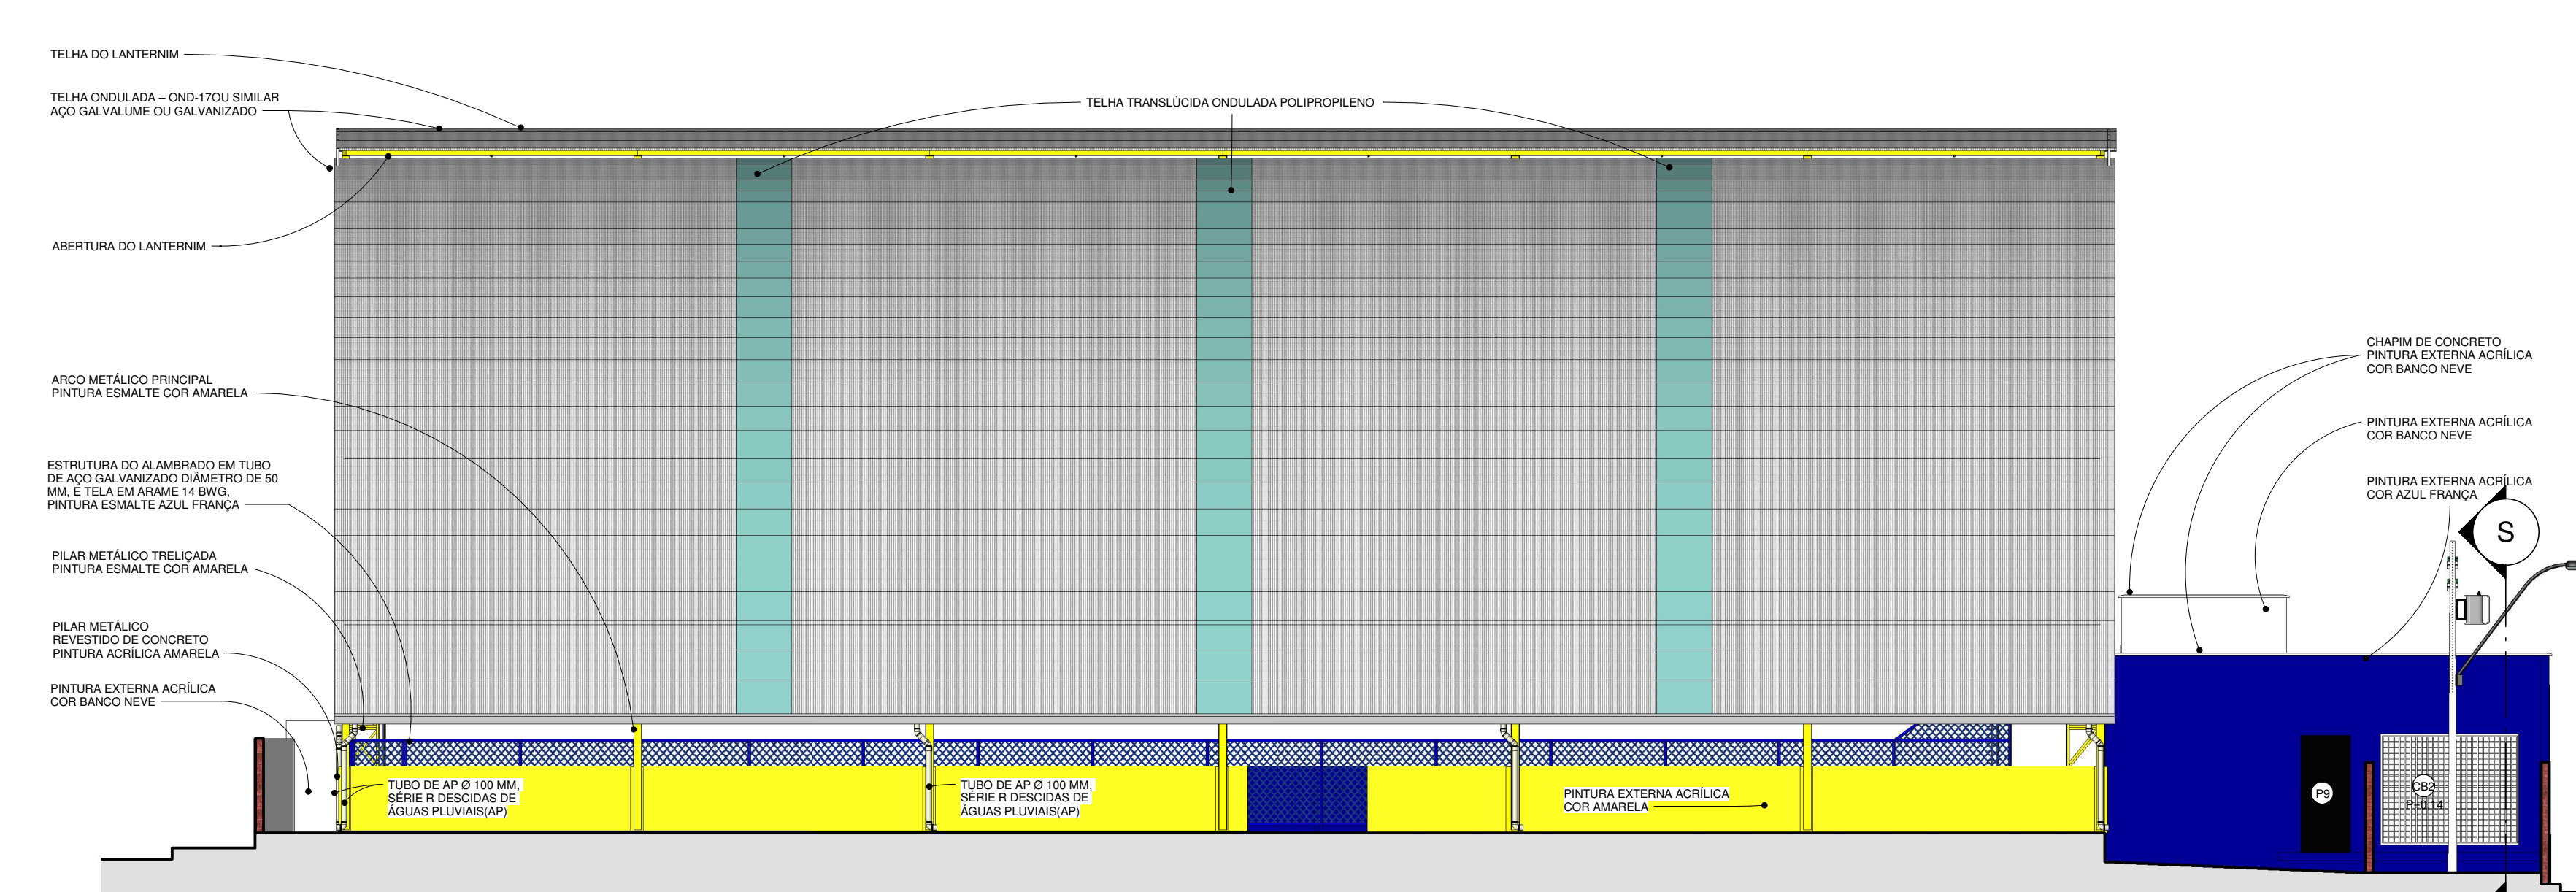 TELHA DO LANTERNIM
TELHA ONDULADA – OND-17OU SIMILAR
AÇO GALVALUME OU GALVANIZADO
TELHA TRANSLÚCIDA ONDULADA POLIPROPILENO
ABERTURA DO LANTERNIM
ARCO METÁLICO PRINCIPAL
PINTURA ESMALTE COR AMARELA
ESTRUTURA DO ALAMBRADO EM TUBO
DE AÇO GALVANIZADO DIÂMETRO DE 50
MM, E TELA EM ARAME 14 BWG,
PINTURA ESMALTE AZUL FRANÇA
PILAR METÁLICO TRELIÇADA
PINTURA ESMALTE COR AMARELA
PILAR METÁLICO
REVESTIDO DE CONCRETO
PINTURA ACRÍLICA AMARELA
PINTURA EXTERNA ACRÍLICA
COR BANCO NEVE
TUBO DE AP Ø 100 MM,
SÉRIE R DESCIDAS DE
ÁGUAS PLUVIAIS(AP)
TUBO DE AP Ø 100 MM,
SÉRIE R DESCIDAS DE
ÁGUAS PLUVIAIS(AP)
PINTURA EXTERNA ACRÍLICA
COR AMARELA
CHAPIM DE CONCRETO
PINTURA EXTERNA ACRÍLICA
COR BANCO NEVE
PINTURA EXTERNA ACRÍLICA
COR BANCO NEVE
PINTURA EXTERNA ACRÍLICA
COR AZUL FRANÇA
S
P9
CB2
P=0,14